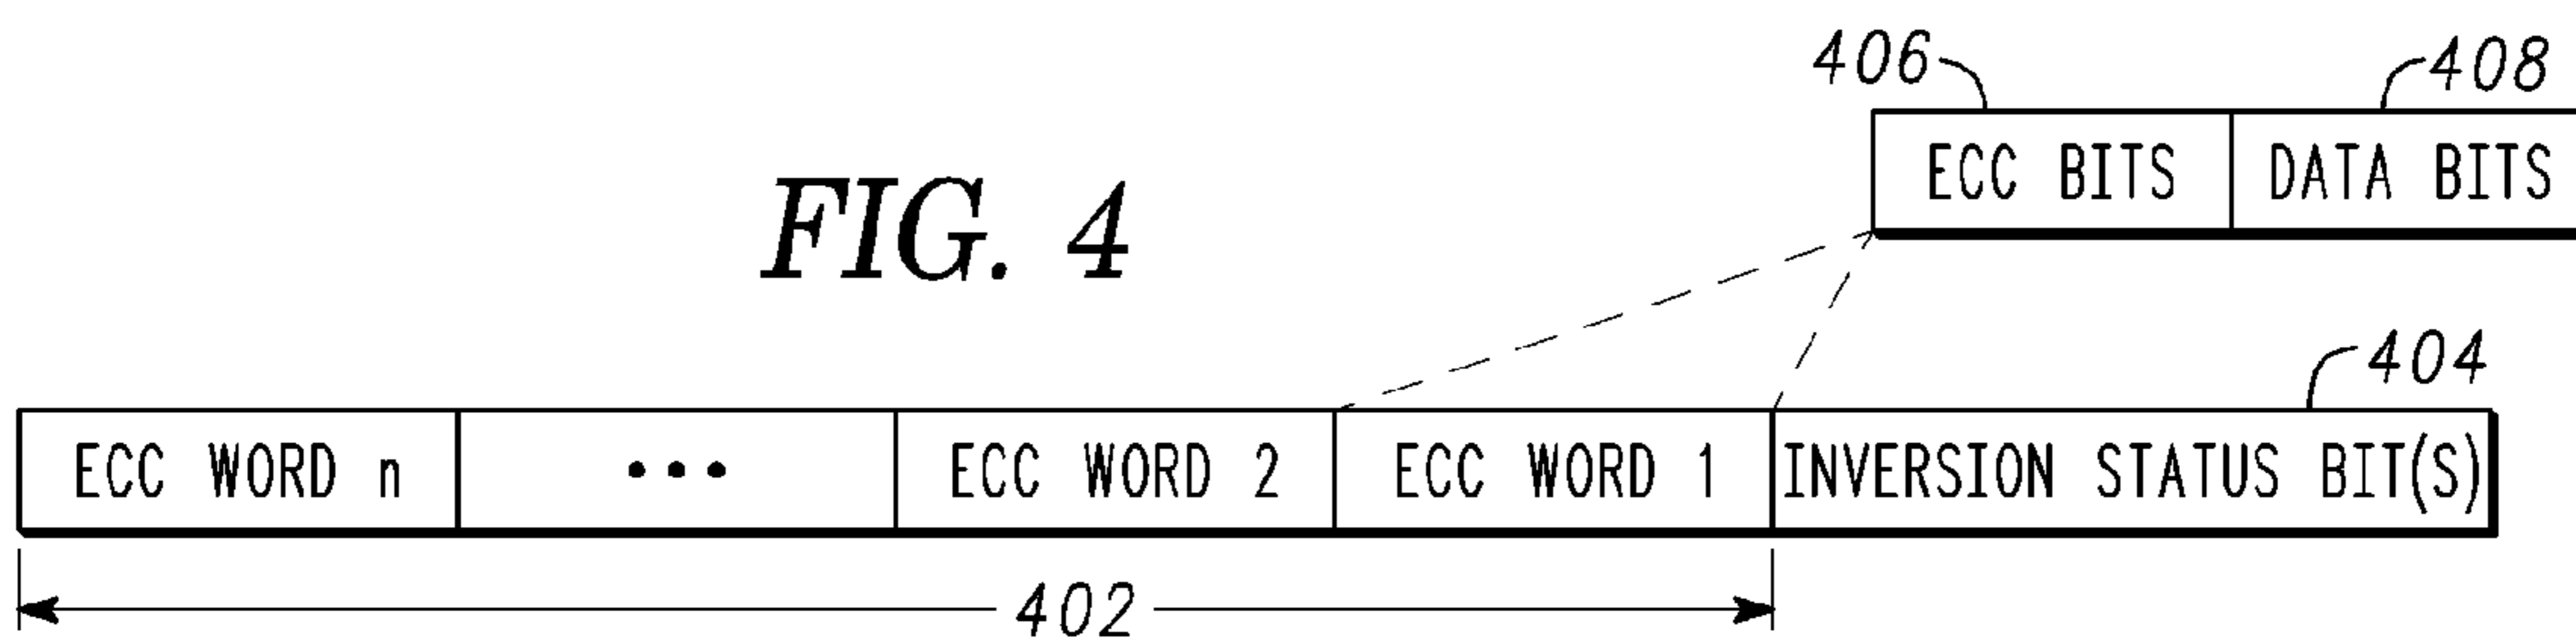 406 408
ECC BITS DATA BITS
FIG. 4
404
ECC WORD n ••• ECC WORD 2 ECC WORD 1 INVERSION STATUS BIT(S)
402